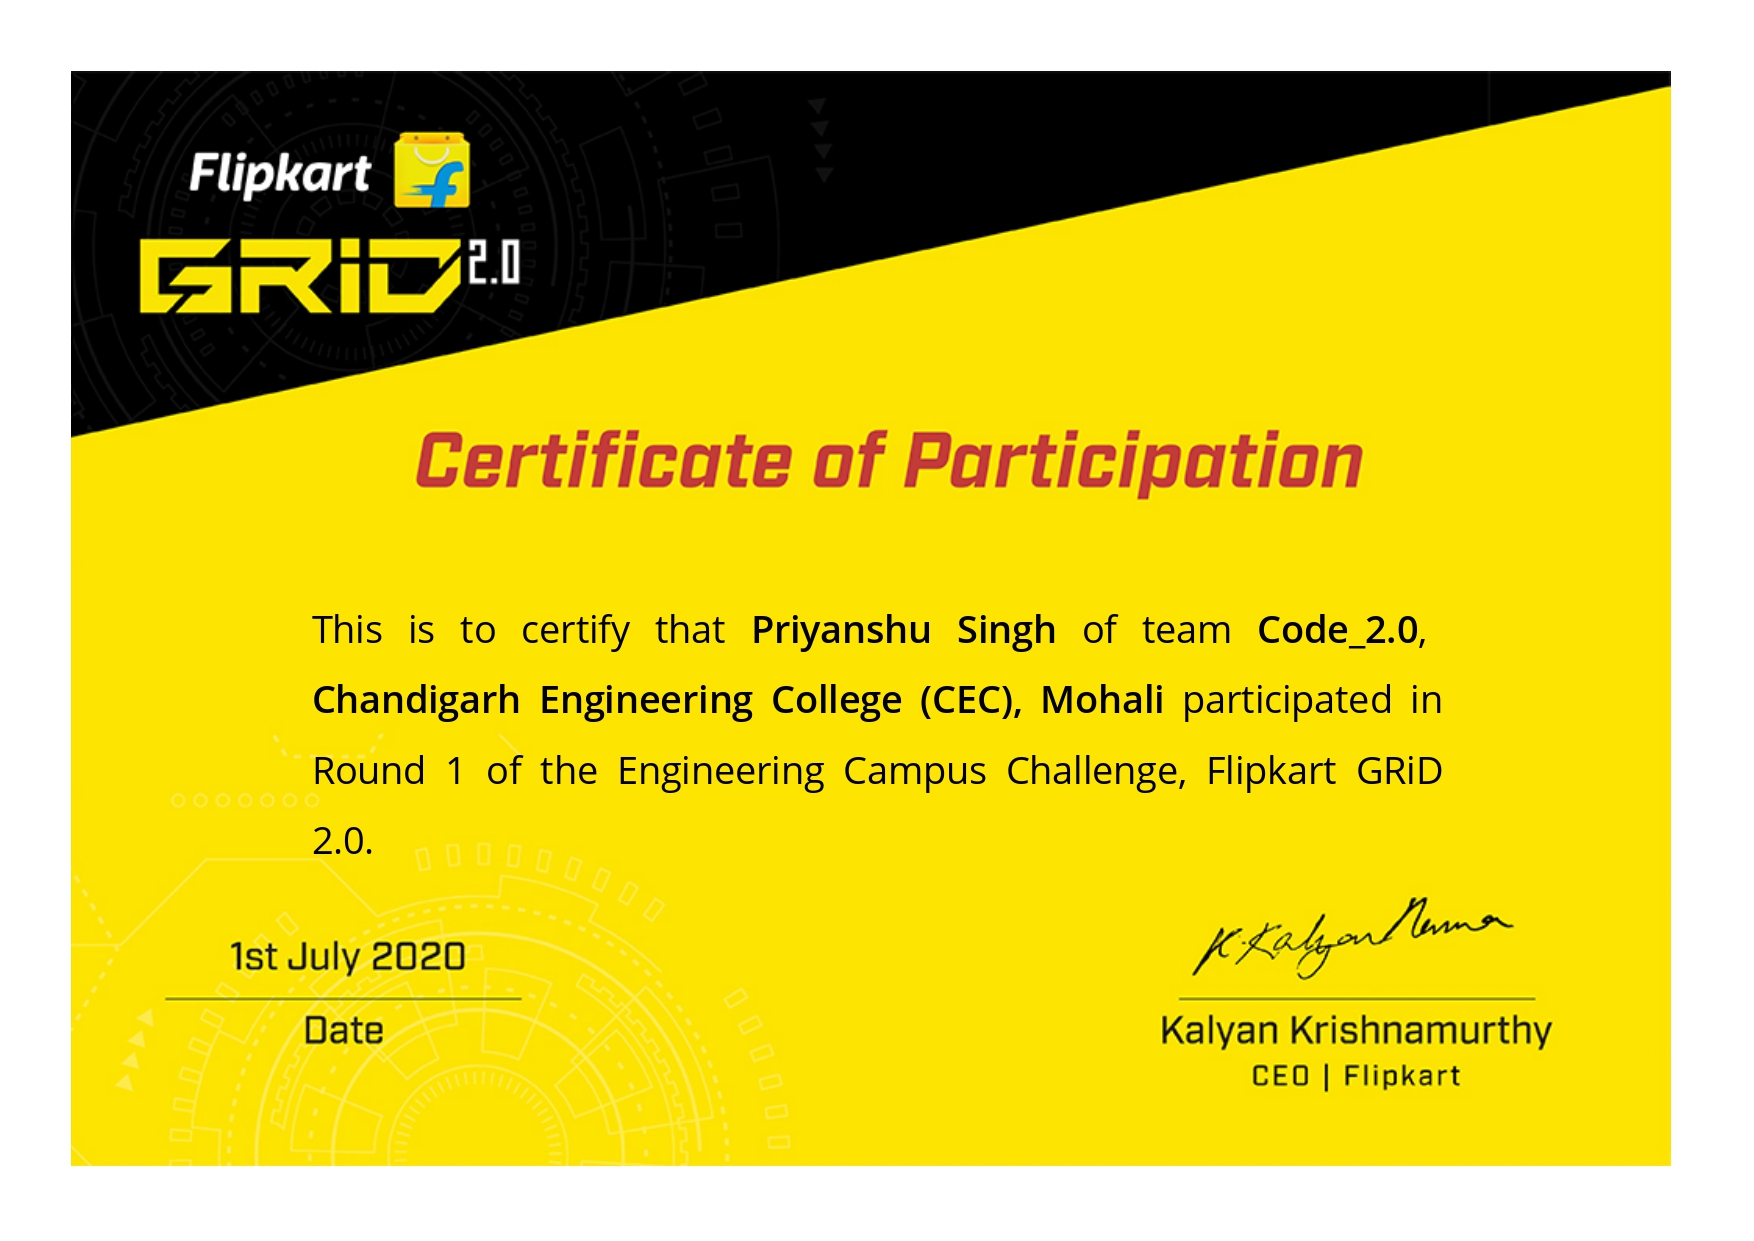 Flipkart
GRiD 2.0
Certificate of Participation
This is to certify that Priyanshu Singh of team Code_2.0,
Chandigarh Engineering College (CEC), Mohali participated in
Round 1 of the Engineering Campus Challenge, Flipkart GRiD
2.0.
1st July 2020
Date
K Kalyan
Kalyan Krishnamurthy
CEO | Flipkart